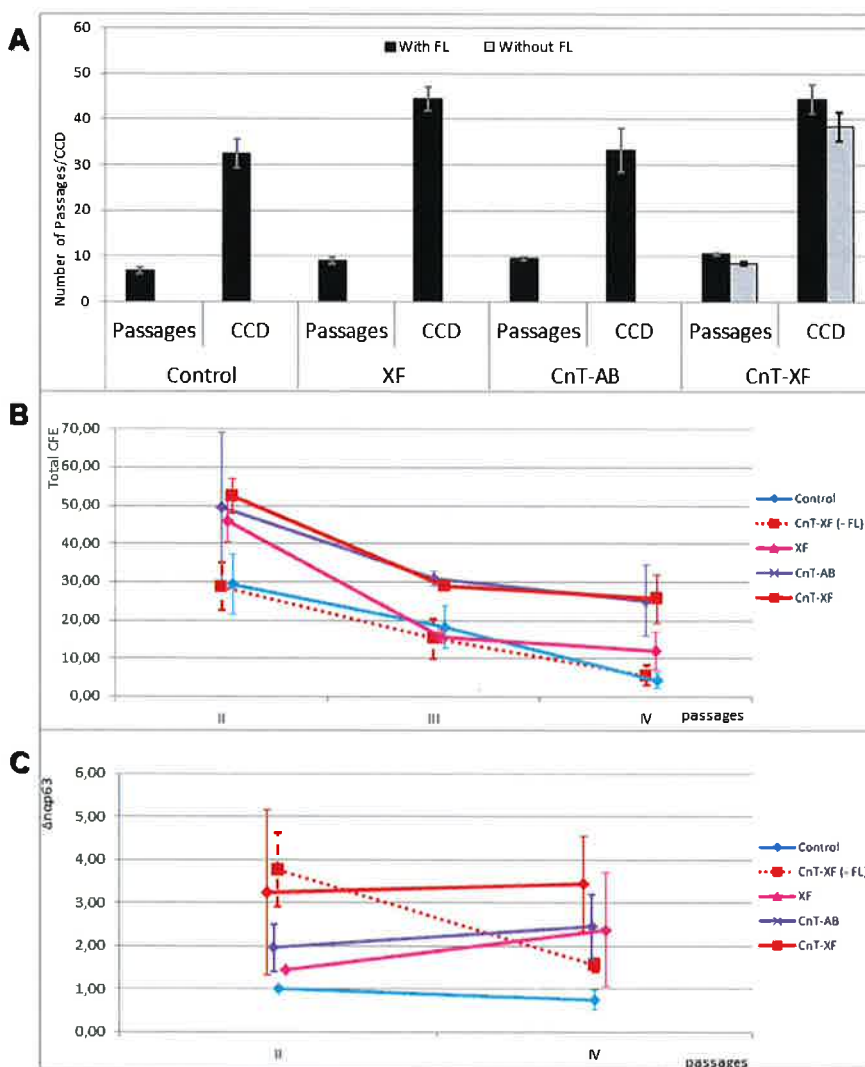 A
60
With FL Without FL
50
40
30
20
10
0
Number of Passages/CCD
Passages CCD Passages CCD Passages CCD Passages CCD
Control XF CnT-AB CnT-XF
B
Total CFE
70,00
60,00
50,00
40,00
30,00
20,00
10,00
0,00
II III IV passages
Control
CnT-XF (- FL)
XF
CnT-AB
CnT-XF
C
Δnαp63
6,00
5,00
4,00
3,00
2,00
1,00
0,00
II IV passages
Control
CnT-XF (- FL)
XF
CnT-AB
CnT-XF